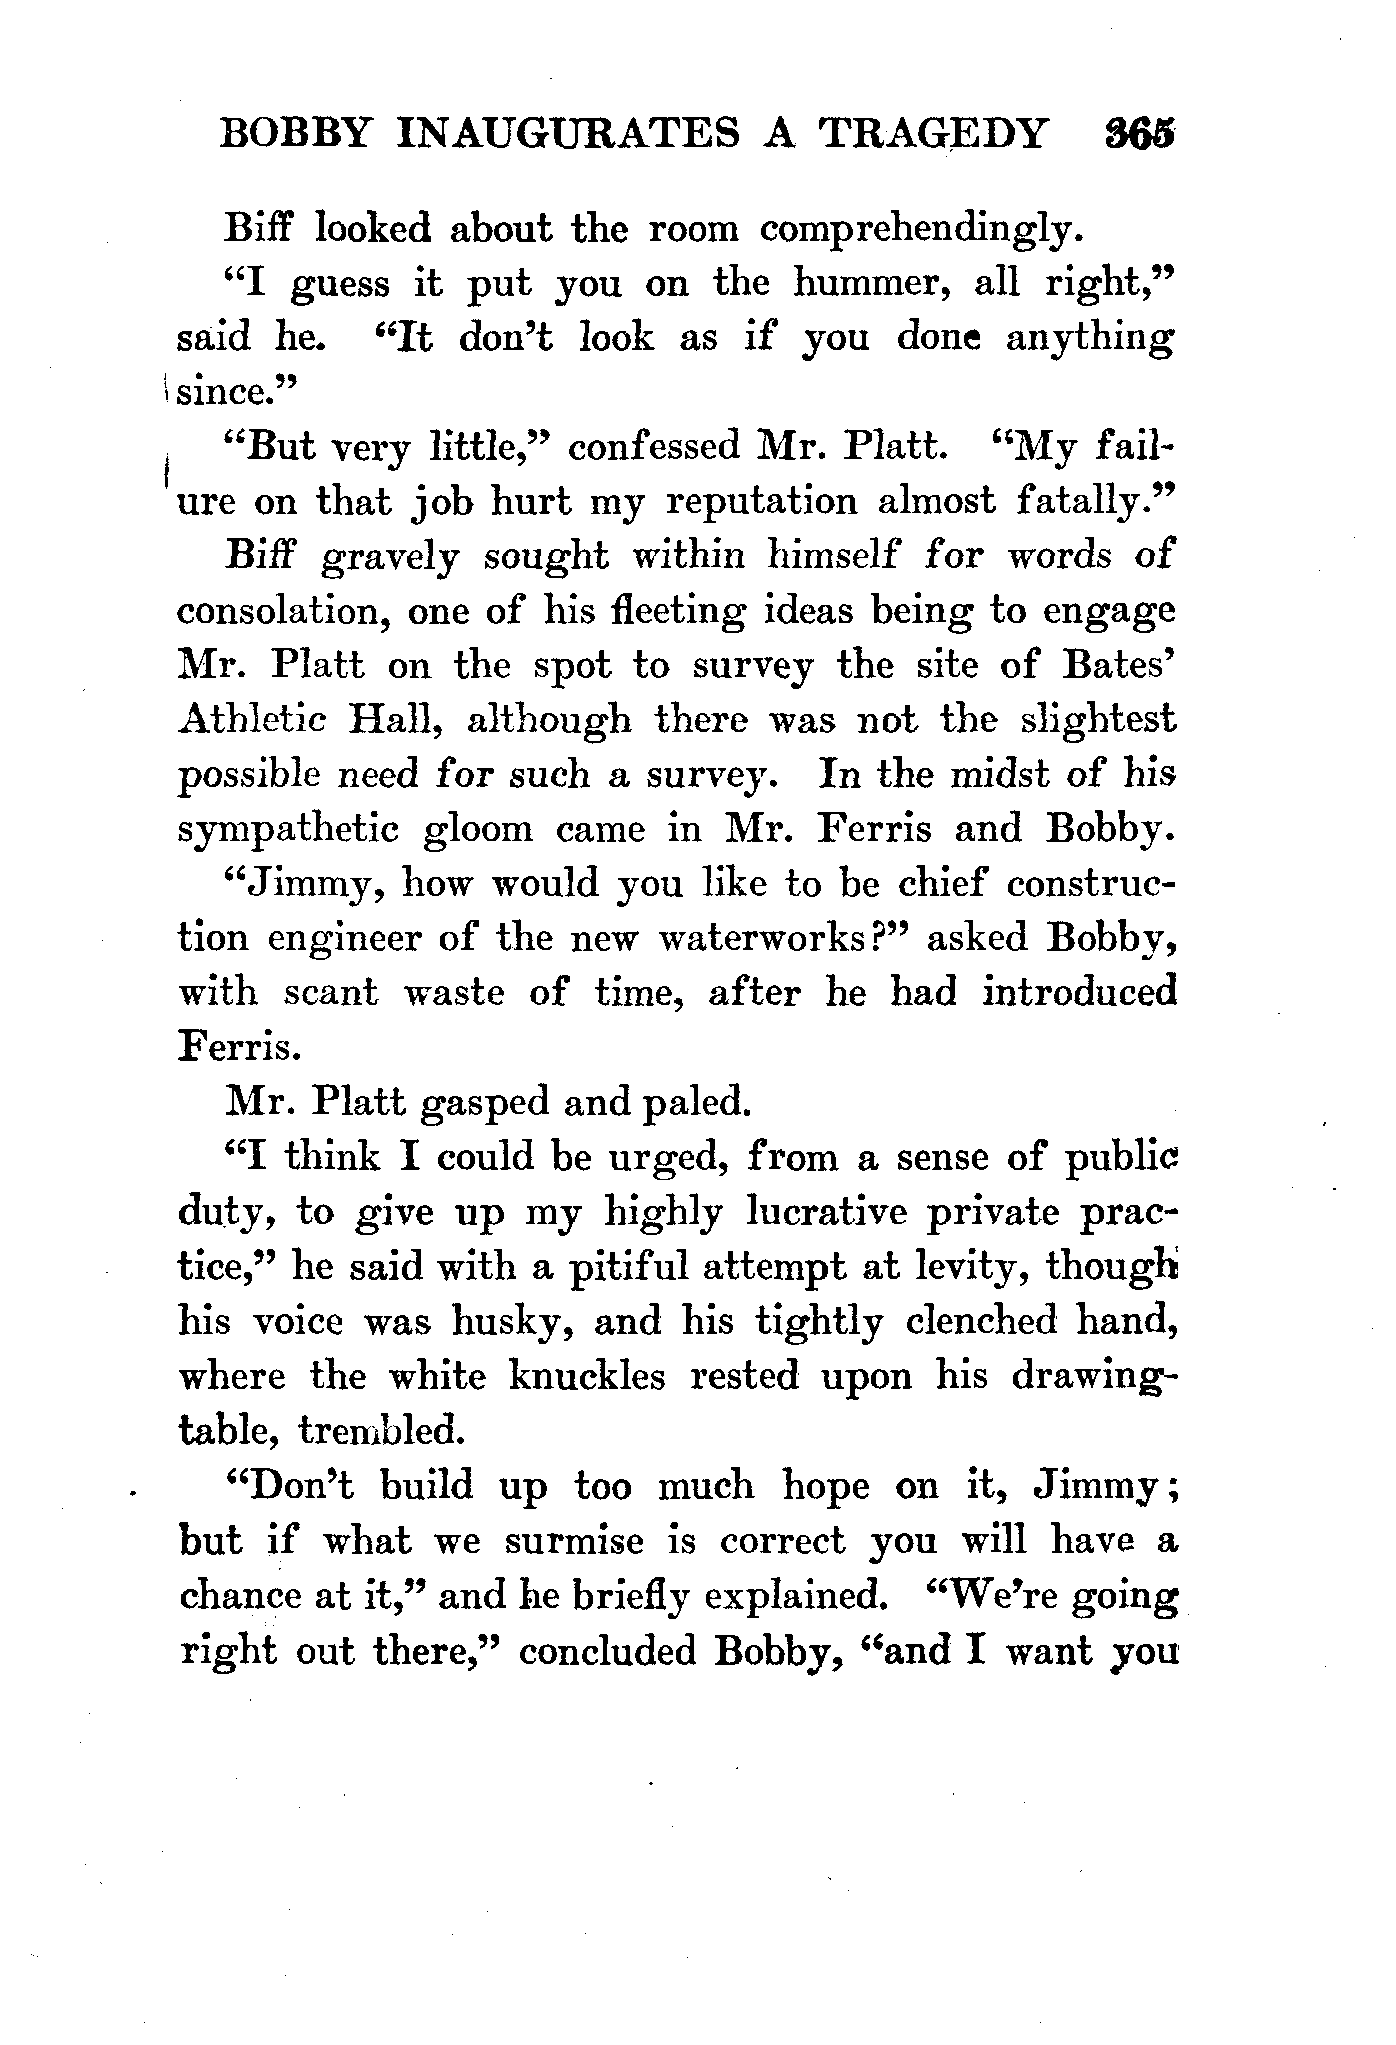 BOBBY INAUGURATES A TRAGEDY 365
Biff looked about the room comprehendingly.
“I guess it put you on the hummer, all right,”
said he. “It don’t look as if you done anything
since.”
“But very little,” confessed Mr. Platt. “My fail-
ure on that job hurt my reputation almost fatally.”
Biff gravely sought within himself for words of
consolation, one of his fleeting ideas being to engage
Mr. Platt on the spot to survey the site of Bates’
Athletic Hall, although there was not the slightest
possible need for such a survey. In the midst of his
sympathetic gloom came in Mr. Ferris and Bobby.
“Jimmy, how would you like to be chief construc-
tion engineer of the new waterworks?” asked Bobby,
with scant waste of time, after he had introduced
Ferris.
Mr. Platt gasped and paled.
“I think I could be urged, from a sense of public
duty, to give up my highly lucrative private prac-
tice,” he said with a pitiful attempt at levity, though
his voice was husky, and his tightly clenched hand,
where the white knuckles rested upon his drawing-
table, trembled.
“Don’t build up too much hope on it, Jimmy;
but if what we surmise is correct you will have a
chance at it,” and he briefly explained. “We’re going
right out there,” concluded Bobby, “and I want you